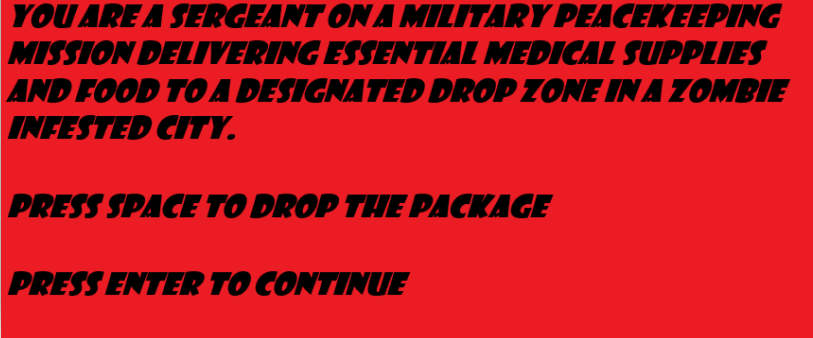 YOU ARE A SERGEANT ON A MILITARY PEACEKEEPING
MISSION DELIVERING ESSENTIAL MEDICAL SUPPLIES
AND FOOD TO A DESIGNATED DROP ZONE IN A ZOMBIE
INFESTED CITY.
PRESS SPACE TO DROP THE PACKAGE
PRESS ENTER TO CONTINUE